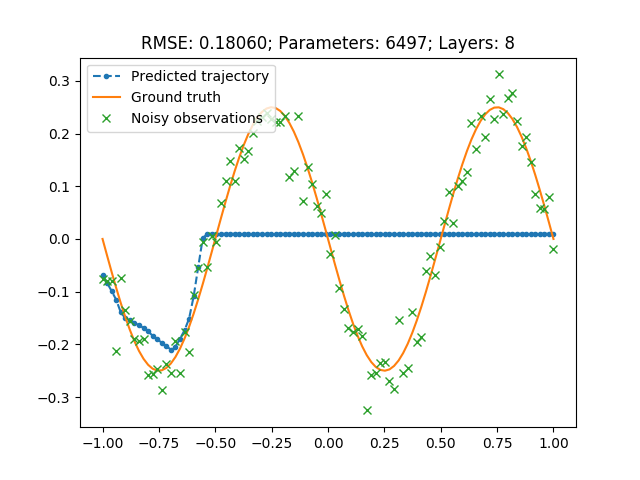 RMSE: 0.18060; Parameters: 6497; Layers: 8
Predicted trajectory
Ground truth
Noisy observations
0.3
0.2
0.1
0.0
−0.1
−0.2
−0.3
−1.00 −0.75 −0.50 −0.25 0.00 0.25 0.50 0.75 1.00